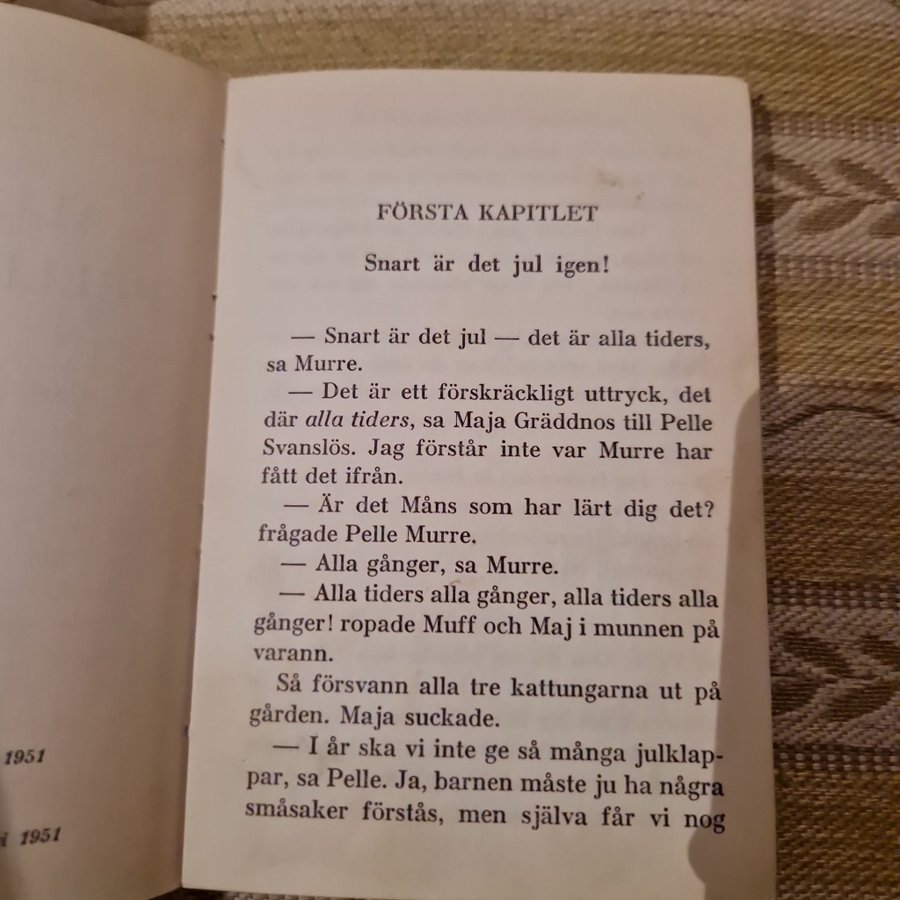 1951
i 1951
FÖRSTA KAPITLET
Snart är det jul igen!
— Snart är det jul — det är alla tiders,
sa Murre.
— Det är ett förskräckligt uttryck, det
där alla tiders, sa Maja Gräddnos till Pelle
Svanslös. Jag förstår inte var Murre har
fått det ifrån.
— Är det Måns som har lärt dig det?
frågade Pelle Murre.
— Alla gånger, sa Murre.
— Alla tiders alla gånger, alla tiders alla
gånger! ropade Muff och Maj i munnen på
varann.
Så försvann alla tre kattungarna ut på
gården. Maja suckade.
— I år ska vi inte ge så många julklap-
par, sa Pelle. Ja, barnen måste ju ha några
småsaker förstås, men själva får vi nog